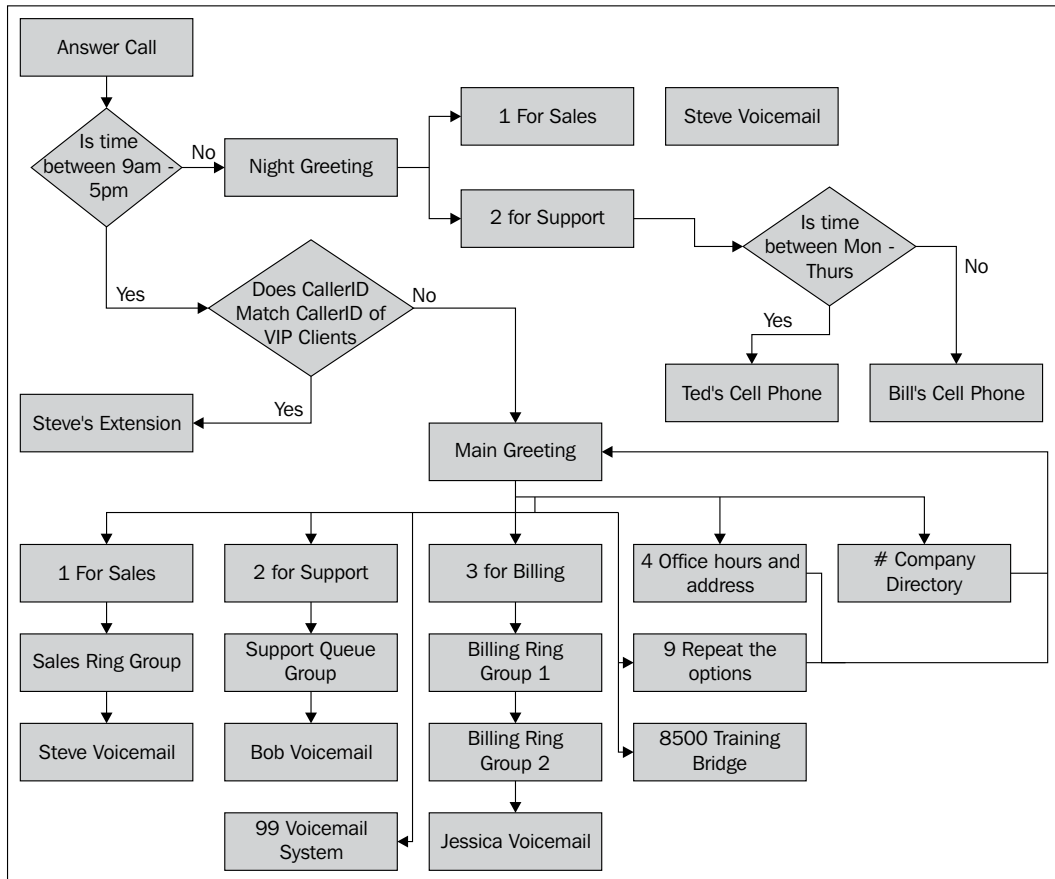 Answer Call
Is time
between 9am -
5pm
No
Night Greeting
1 For Sales
Steve Voicemail
2 for Support
Is time
between Mon -
Thurs
No
Yes
Ted's Cell Phone
Bill's Cell Phone
Yes
Does CallerID
Match CallerID of
VIP Clients
No
Yes
Steve's Extension
Main Greeting
1 For Sales
2 for Support
3 for Billing
4 Office hours and
address
# Company
Directory
Sales Ring Group
Support Queue
Group
Billing Ring
Group 1
9 Repeat the
options
Steve Voicemail
Bob Voicemail
Billing Ring
Group 2
8500 Training
Bridge
99 Voicemail
System
Jessica Voicemail